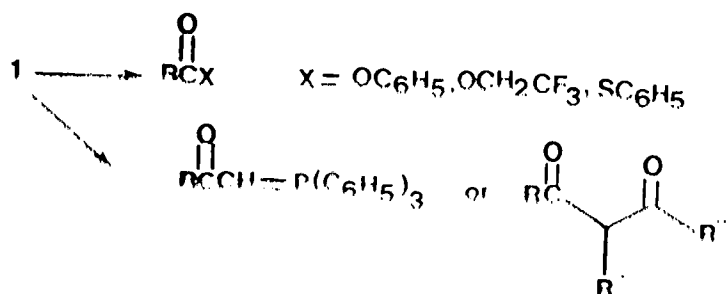 O
1 RCX X = OC6H5, OCH2CF3, SC6H5
O O O
RCCH=P(C6H5)3 or RC R''
R'